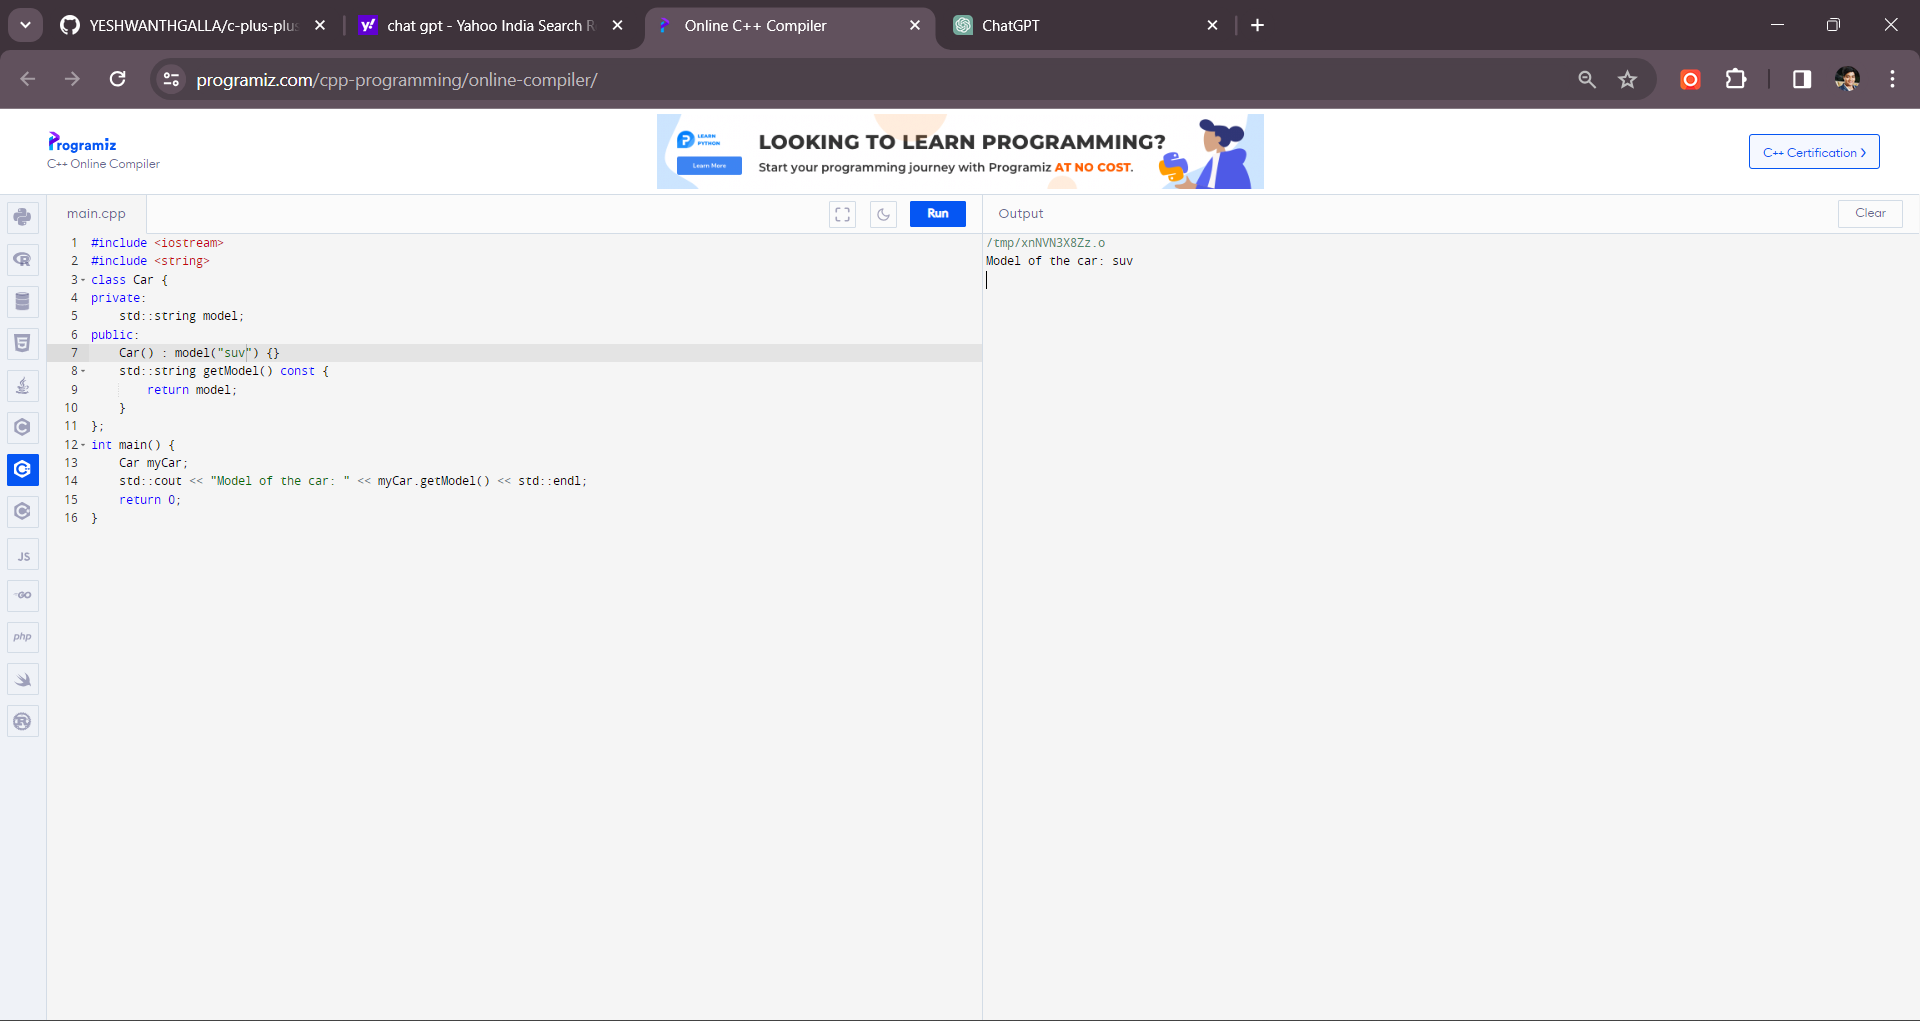 YESHWANTHGALLA/c-plus-plus
chat gpt - Yahoo India Search R
Online C++ Compiler
ChatGPT
programiz.com/cpp-programming/online-compiler/
Programiz
C++ Online Compiler
LEARN
PYTHON
Learn More
LOOKING TO LEARN PROGRAMMING?
Start your programming journey with Programiz AT NO COST.
C++ Certification >
main.cpp
Run
Output
Clear
1 #include <iostream>
2 #include <string>
3 class Car {
4 private:
5     std::string model;
6 public:
7     Car() : model("suv") {}
8     std::string getModel() const {
9         return model;
10     }
11 };
12 int main() {
13     Car myCar;
14     std::cout << "Model of the car: " << myCar.getModel() << std::endl;
15     return 0;
16 }
/tmp/xnNVN3X8Zz.o
Model of the car: suv
JS
GO
php